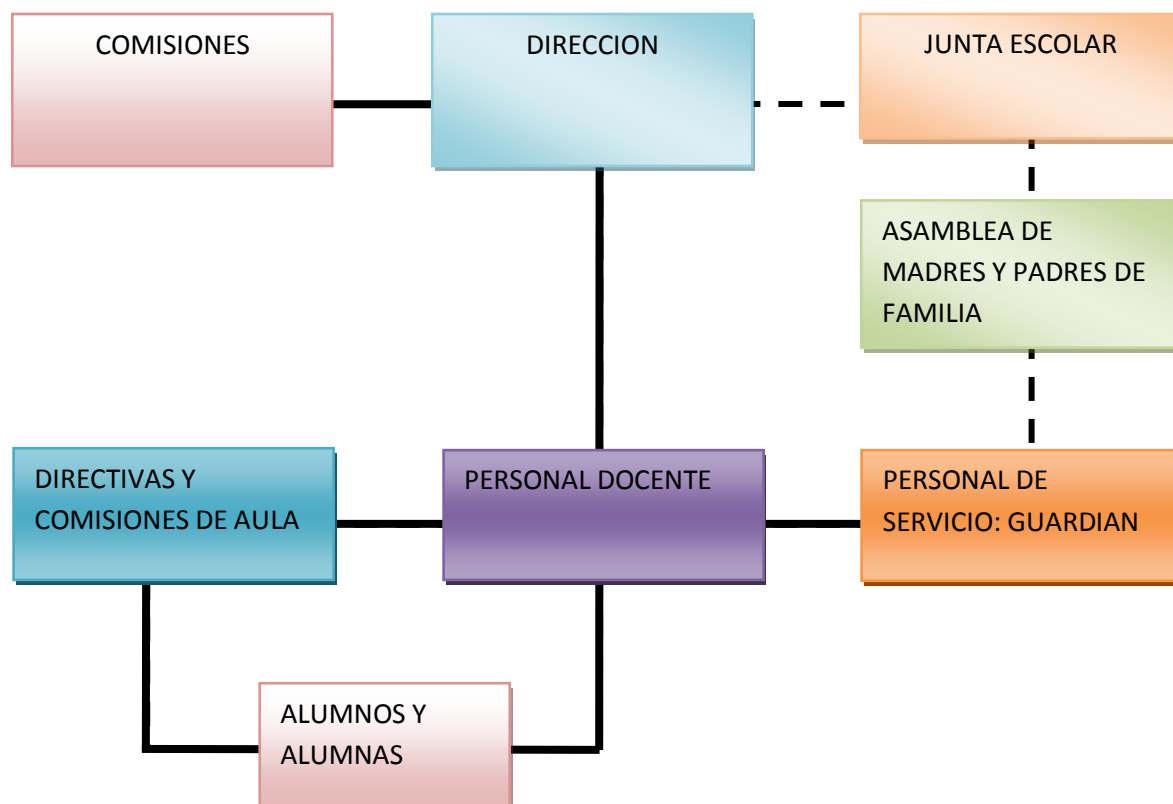 COMISIONES
DIRECCION
JUNTA ESCOLAR
ASAMBLEA DE
MADRES Y PADRES DE
FAMILIA
DIRECTIVAS Y
COMISIONES DE AULA
PERSONAL DOCENTE
PERSONAL DE
SERVICIO: GUARDIAN
ALUMNOS Y
ALUMNAS